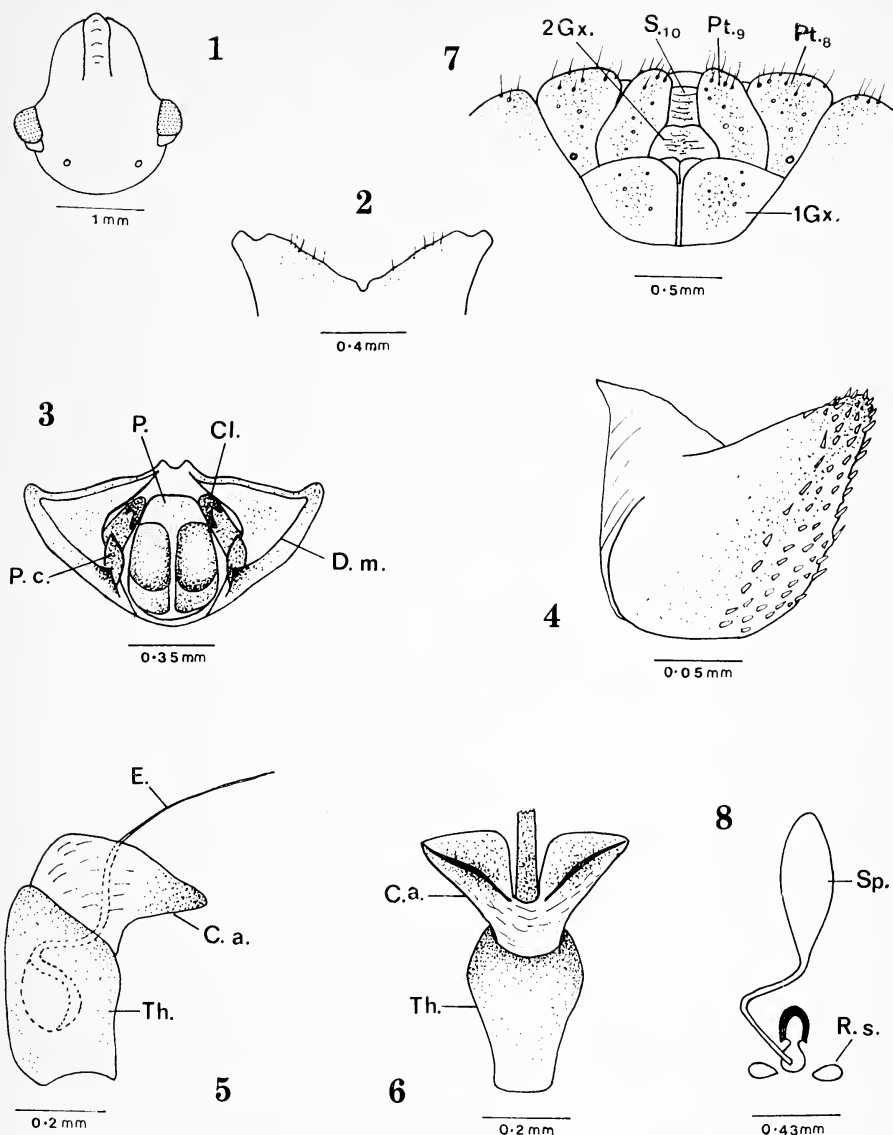 1
1 mm
2
0·4 mm
7
2Gx.
S.10
Pt.9
Pt.8
1Gx.
0·5mm
3
P.
Cl.
P. c.
D. m.
0·35 mm
4
0·05 mm
E.
C. a.
Th.
5
0·2 mm
C.a.
Th.
6
0·2 mm
8
Sp.
R. s.
0·43mm